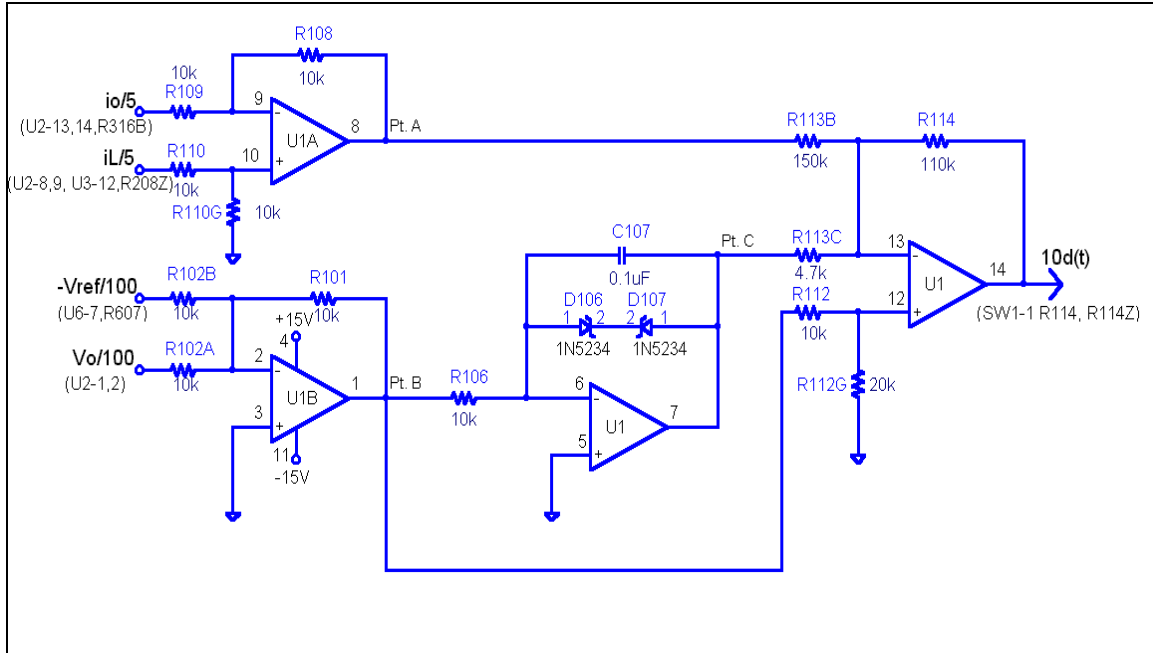 R108
10k
10k
R109
io/5
(U2-13,14,R316B)
9
-
U1A
8
Pt. A
R113B
150k
R114
110k
iL/5
(U2-8,9, U3-12,R208Z)
R110
10k
10
+
R110G
10k
C107
0.1uF
Pt. C
R113C
4.7k
13
-
U1
14
10d(t)
(SW1-1 R114, R114Z)
-Vref/100
(U6-7,R607)
R102B
10k
R101
10k
+15V
4
D106
1 2
1N5234
D107
2 1
1N5234
R112
10k
12
+
Vo/100
(U2-1,2)
R102A
10k
2
-
U1B
1
Pt. B
3
+
11
-15V
R106
10k
6
-
U1
7
5
+
R112G
20k